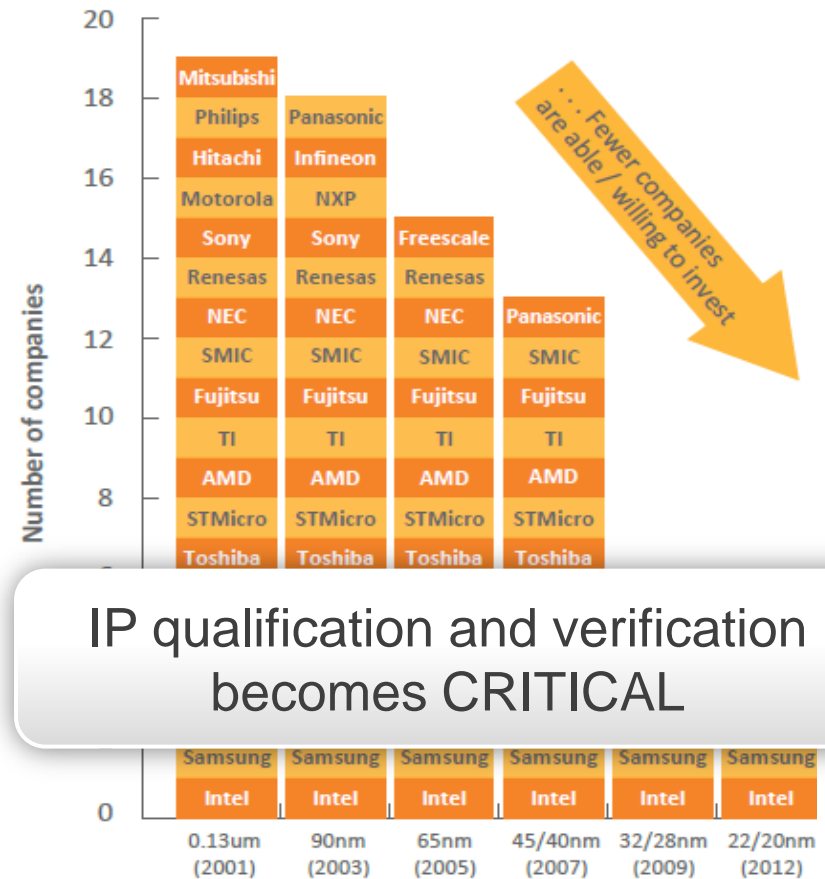 20
18
16
14
12
10
8
0
Number of companies
. . . Fewer companies
are able / willing to invest
Mitsubishi
Philips Panasonic
Hitachi Infineon
Motorola NXP
Sony Sony Freescale
Renesas Renesas Renesas
NEC NEC NEC Panasonic
SMIC SMIC SMIC SMIC
Fujitsu Fujitsu Fujitsu Fujitsu
TI TI TI TI
AMD AMD AMD AMD
STMicro STMicro STMicro STMicro
Toshiba Toshiba Toshiba Toshiba
IP qualification and verification
becomes CRITICAL
Samsung Samsung Samsung Samsung Samsung Samsung
Intel Intel Intel Intel Intel Intel
0.13um 90nm 65nm 45/40nm 32/28nm 22/20nm
(2001) (2003) (2005) (2007) (2009) (2012)